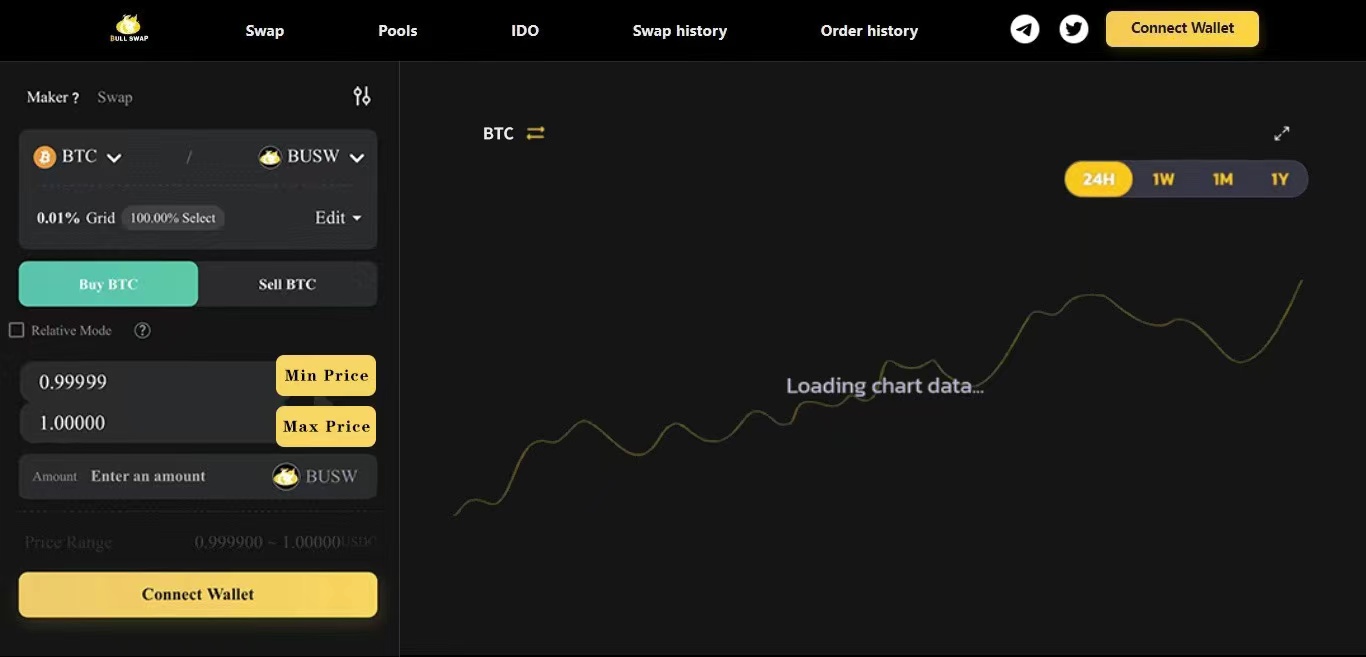 BULL SWAP
Swap
Pools
IDO
Swap history
Order history
Connect Wallet
Maker ?
Swap
BTC
/
BUSW
0.01% Grid
100.00% Select
Edit
Buy BTC
Sell BTC
Relative Mode
?
0.99999
Min Price
1.00000
Max Price
Amount
Enter an amount
BUSW
Price Range
0.999900 ~ 1.00000USDC
Connect Wallet
BTC
24H
1W
1M
1Y
Loading chart data...